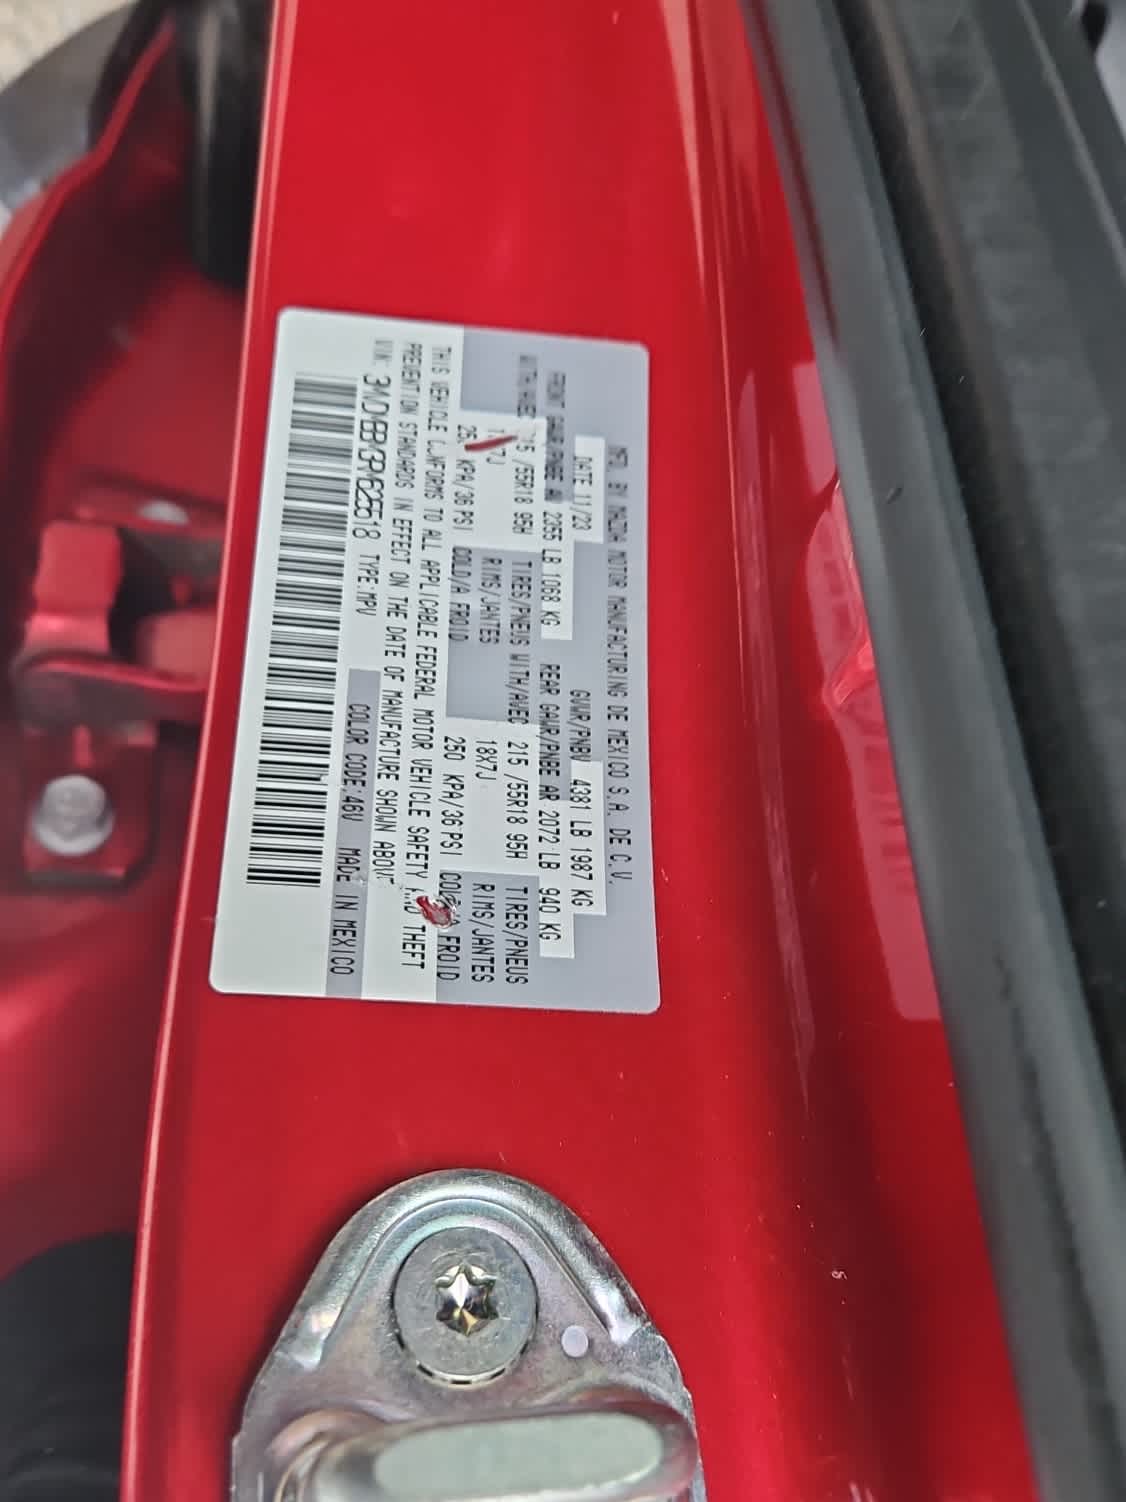 MFD. BY MAZDA MOTOR MANUFACTURING DE MEXICO S.A. DE C.V.
DATE 11/23 GVWR/PNBV 4381 LB 1987 KG
FRONT GAWR/PNBE AV 2355 LB 1068 KG REAR GAWR/PNBE AR 2072 LB 940 KG
WITH/AVEC /55R18 95H TIRES/PNEUS WITH/AVEC 215 /55R18 95H TIRES/PNEUS
RIMS/JANTES 18X7J RIMS/JANTES
KPA/36 PSI COLD/A FROID 250 KPA/36 PSI FROID
THIS VEHICLE CONFORMS TO ALL APPLICABLE FEDERAL MOTOR VEHICLE SAFETY AND THEFT
PREVENTION STANDARDS IN EFFECT ON THE DATE OF MANUFACTURE SHOWN ABOVE
VIN: TYPE:MPV
COLOR CODE:46V MADE IN MEXICO